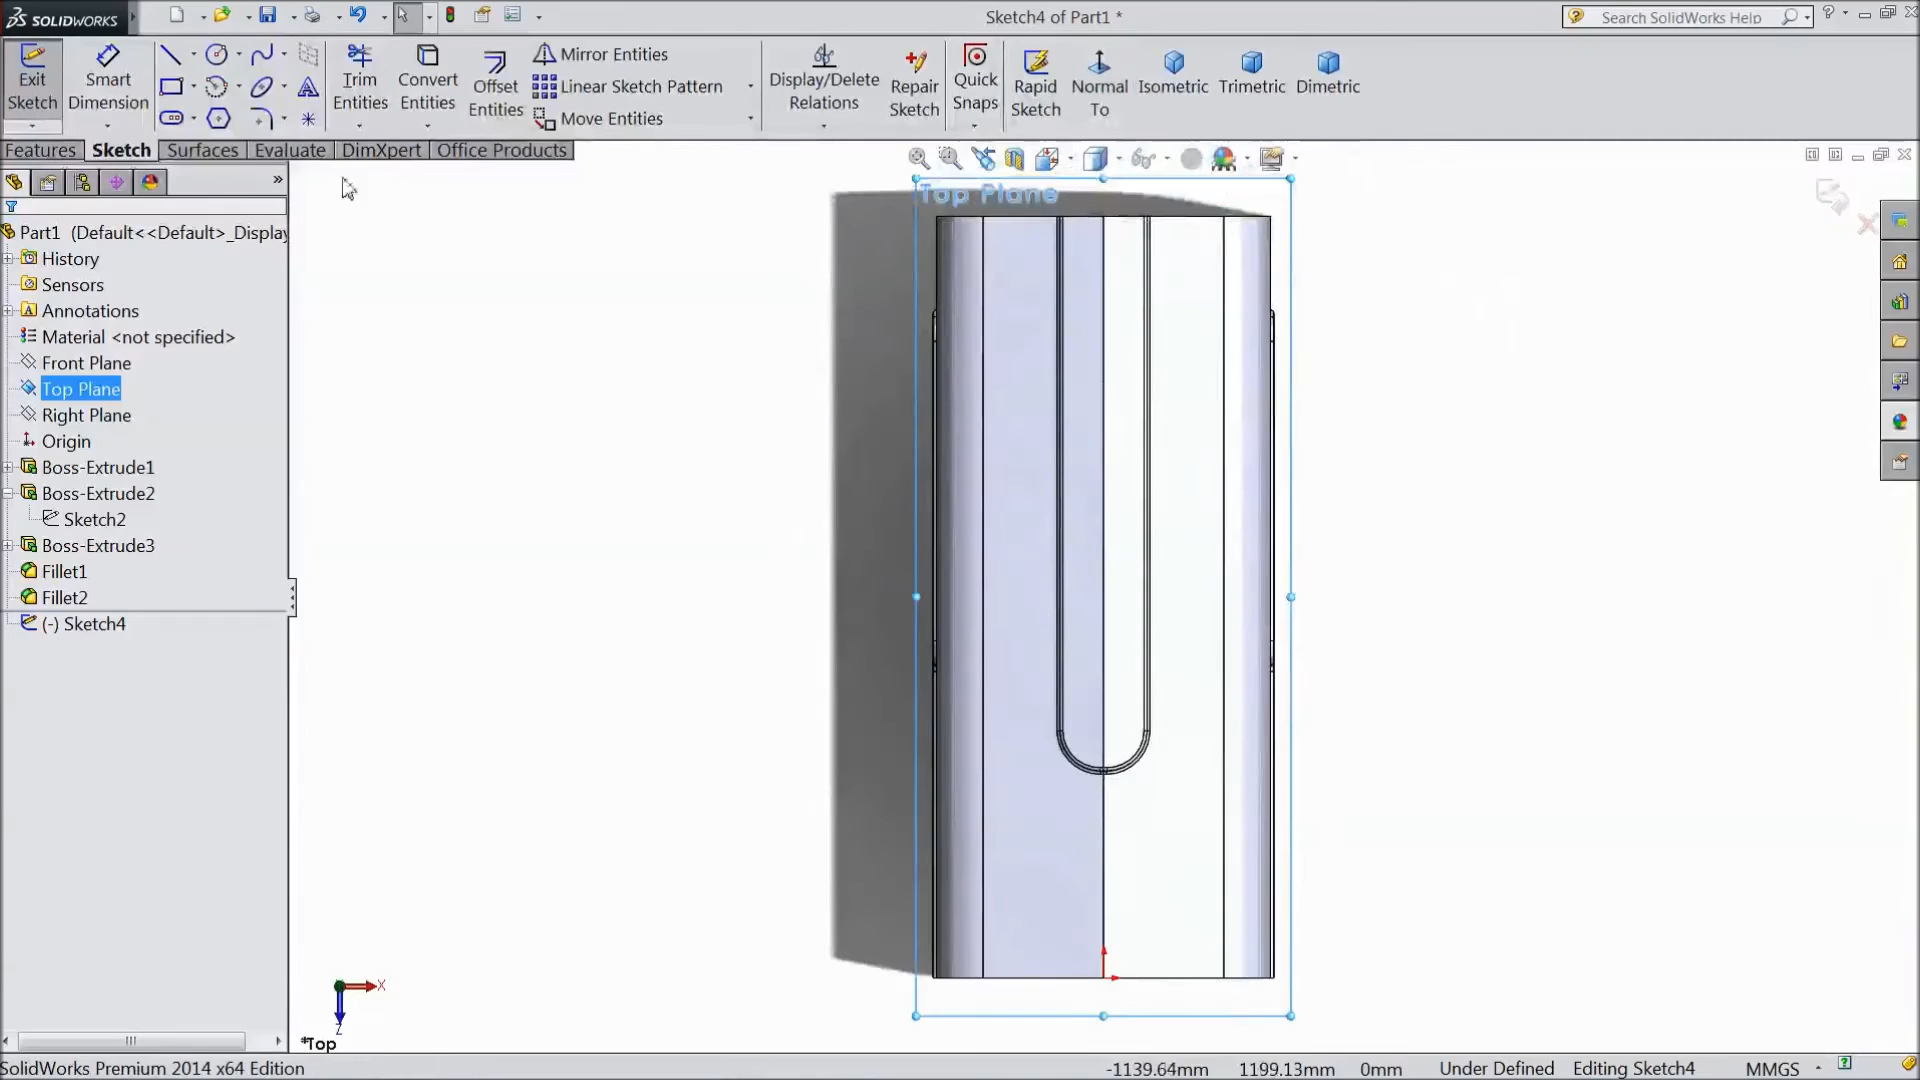 SOLIDWORKS
Sketch4 of Part1 *
Search SolidWorks Help
Exit Sketch
Smart Dimension
Trim Entities
Convert Entities
Offset Entities
Mirror Entities
Linear Sketch Pattern
Move Entities
Display/Delete Relations
Repair Sketch
Quick Snaps
Rapid Sketch
Normal To
Isometric
Trimetric
Dimetric
Features
Sketch
Surfaces
Evaluate
DimXpert
Office Products
Part1 (Default<<Default>_Display
History
Sensors
Annotations
Material <not specified>
Front Plane
Top Plane
Right Plane
Origin
Boss-Extrude1
Boss-Extrude2
Sketch2
Boss-Extrude3
Fillet1
Fillet2
(-) Sketch4
Top Plane
X
Z
*Top
SolidWorks Premium 2014 x64 Edition
-1139.64mm
1199.13mm
0mm
Under Defined
Editing Sketch4
MMGS